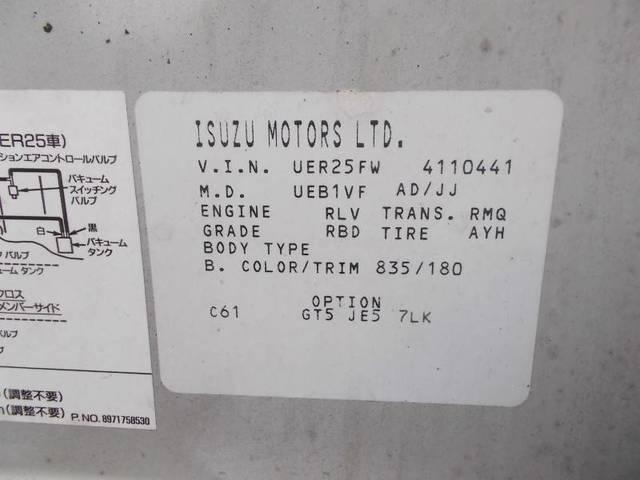 ER25車)
ションエアコントロールバルブ
バキューム
スイッチング
バルブ
白
黒
バキューム
タンク
バルブ
ューム タンク
クロス
メンバーサイド
バルブ
(調整不要)
(調整不要)
P.NO. 8971758530
ISUZU MOTORS LTD.
V.I.N. UER25FW 4110441
M.D. UEB1VF AD/JJ
ENGINE RLV TRANS. RMQ
GRADE RBD TIRE AYH
BODY TYPE
B. COLOR/TRIM 835/180
OPTION
C61 GT5 JE5 7LK